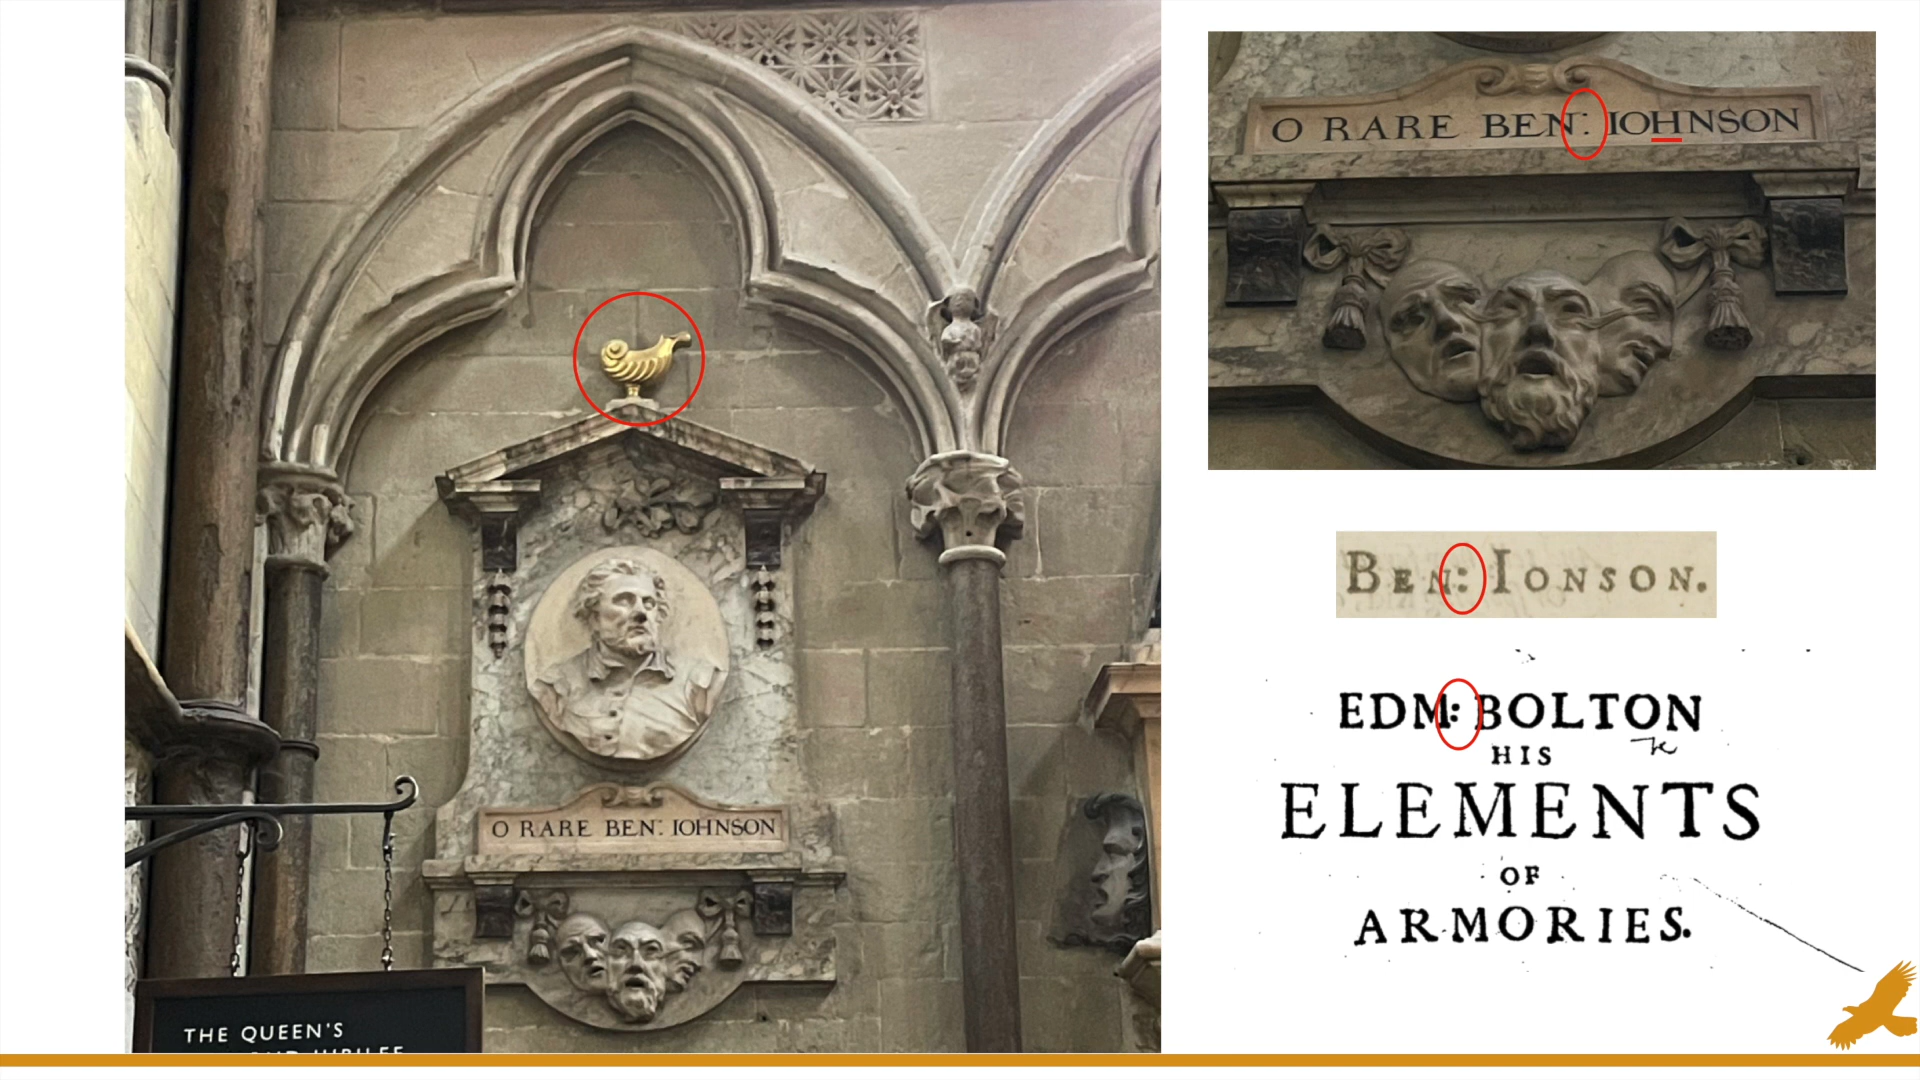 O RARE BEN: IOHNSON
THE QUEEN'S
O RARE BEN: IOHNSON
BEN: IONSON.
EDM: BOLTON
HIS
ELEMENTS
OF
ARMORIES.